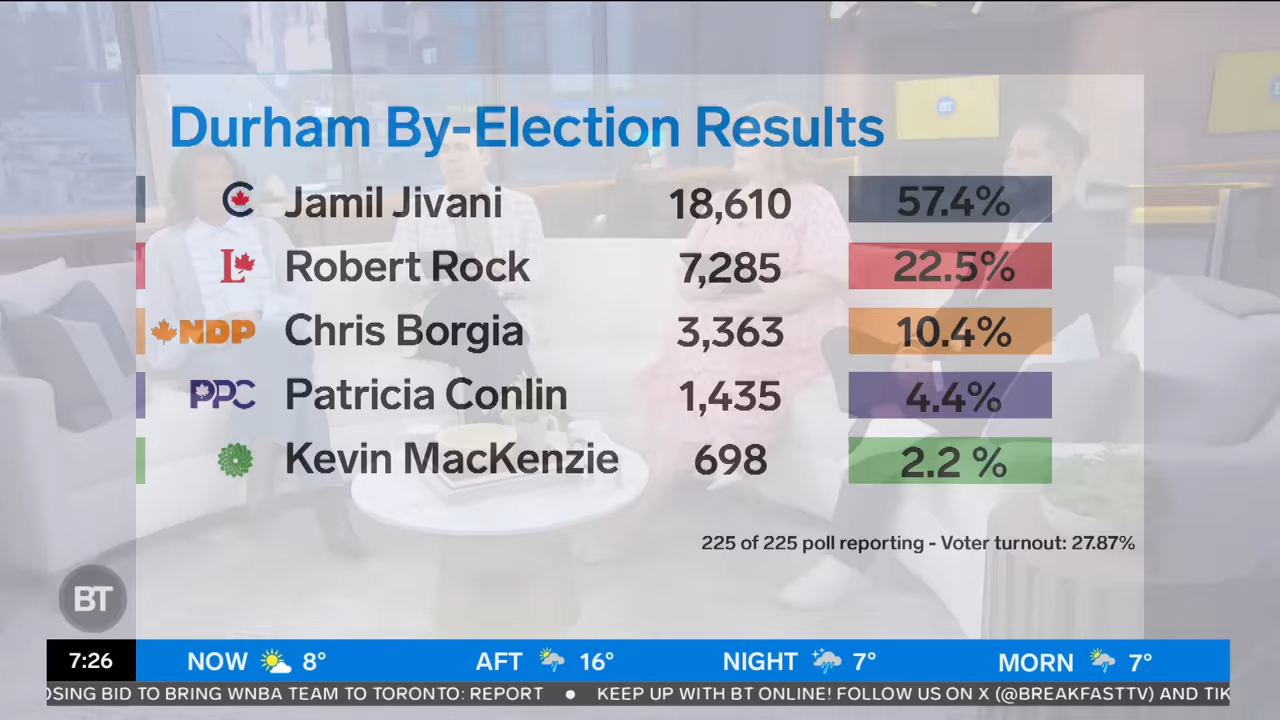 Durham By-Election Results
C Jamil Jivani 18,610 57.4%
L Robert Rock 7,285 22.5%
NDP Chris Borgia 3,363 10.4%
PPC Patricia Conlin 1,435 4.4%
Kevin MacKenzie 698 2.2 %
225 of 225 poll reporting - Voter turnout: 27.87%
BT
7:26 NOW 8° AFT 16° NIGHT 7° MORN 7°
OSING BID TO BRING WNBA TEAM TO TORONTO: REPORT ● KEEP UP WITH BT ONLINE! FOLLOW US ON X (@BREAKFASTTV) AND TIK